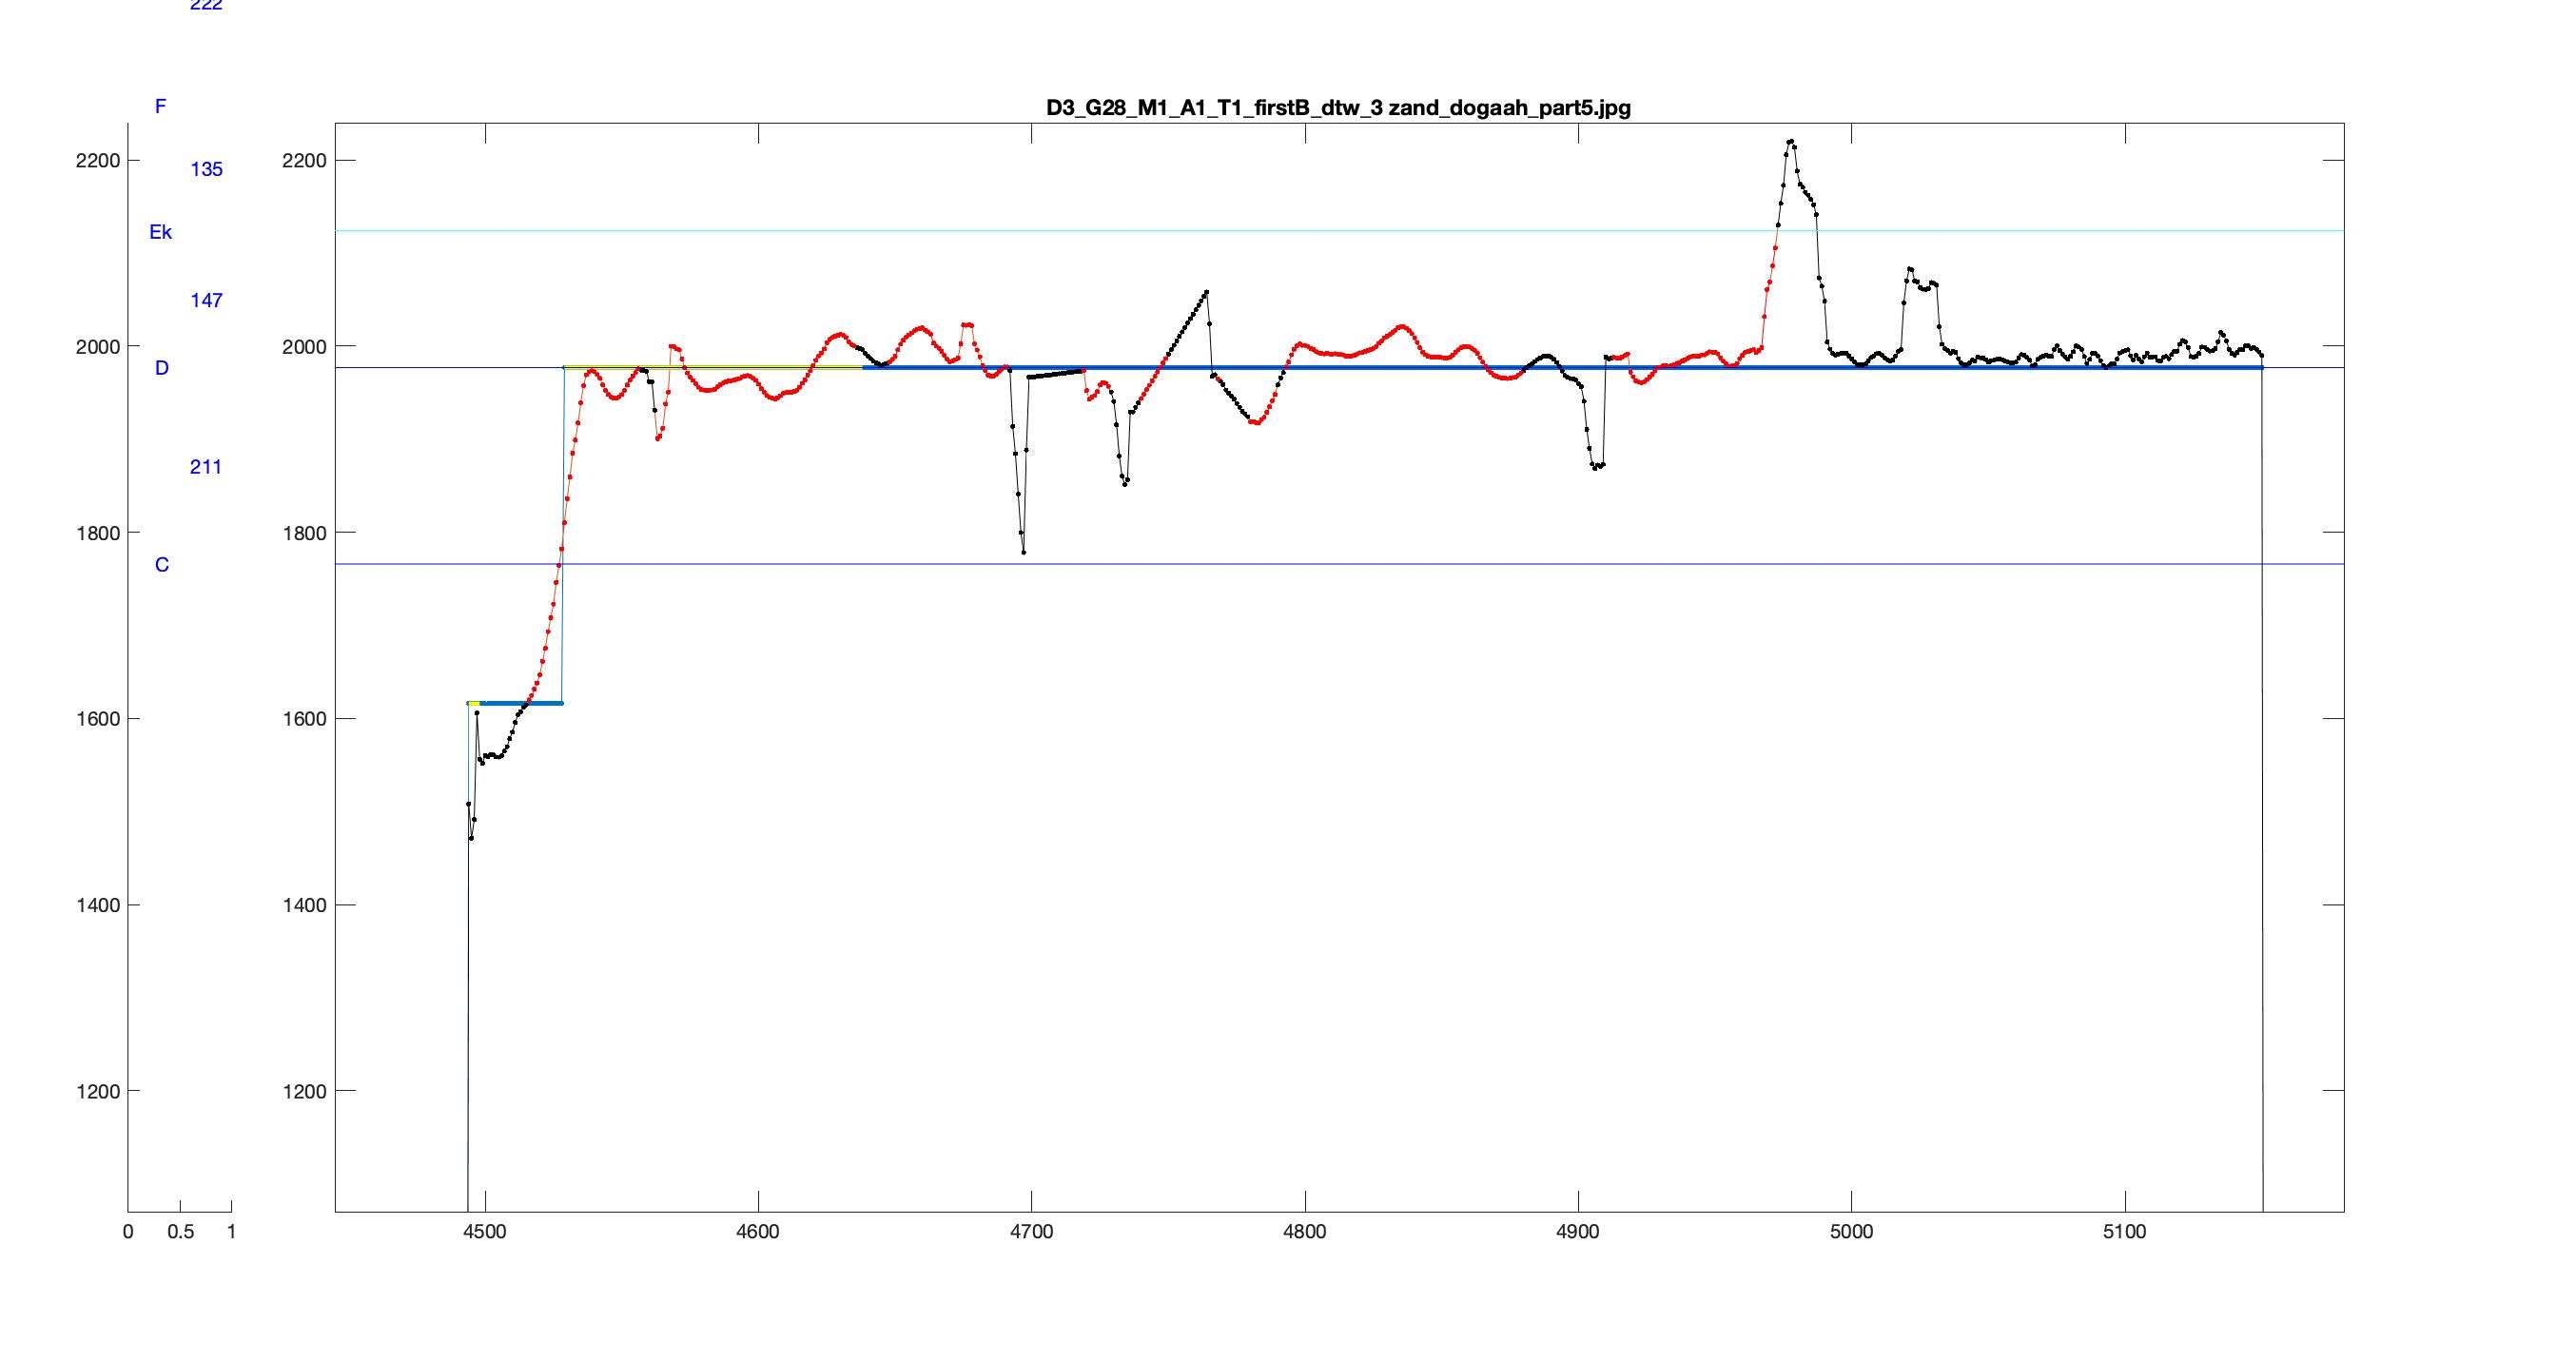 222
D3_G28_M1_A1_T1_firstB_dtw_3 zand_dogaah_part5.jpg
F
2200 135 2200
Ek
147
2000 2000
D
211
1800 1800
C
1600 1600
1400 1400
1200 1200
0 0.5 1 4500 4600 4700 4800 4900 5000 5100